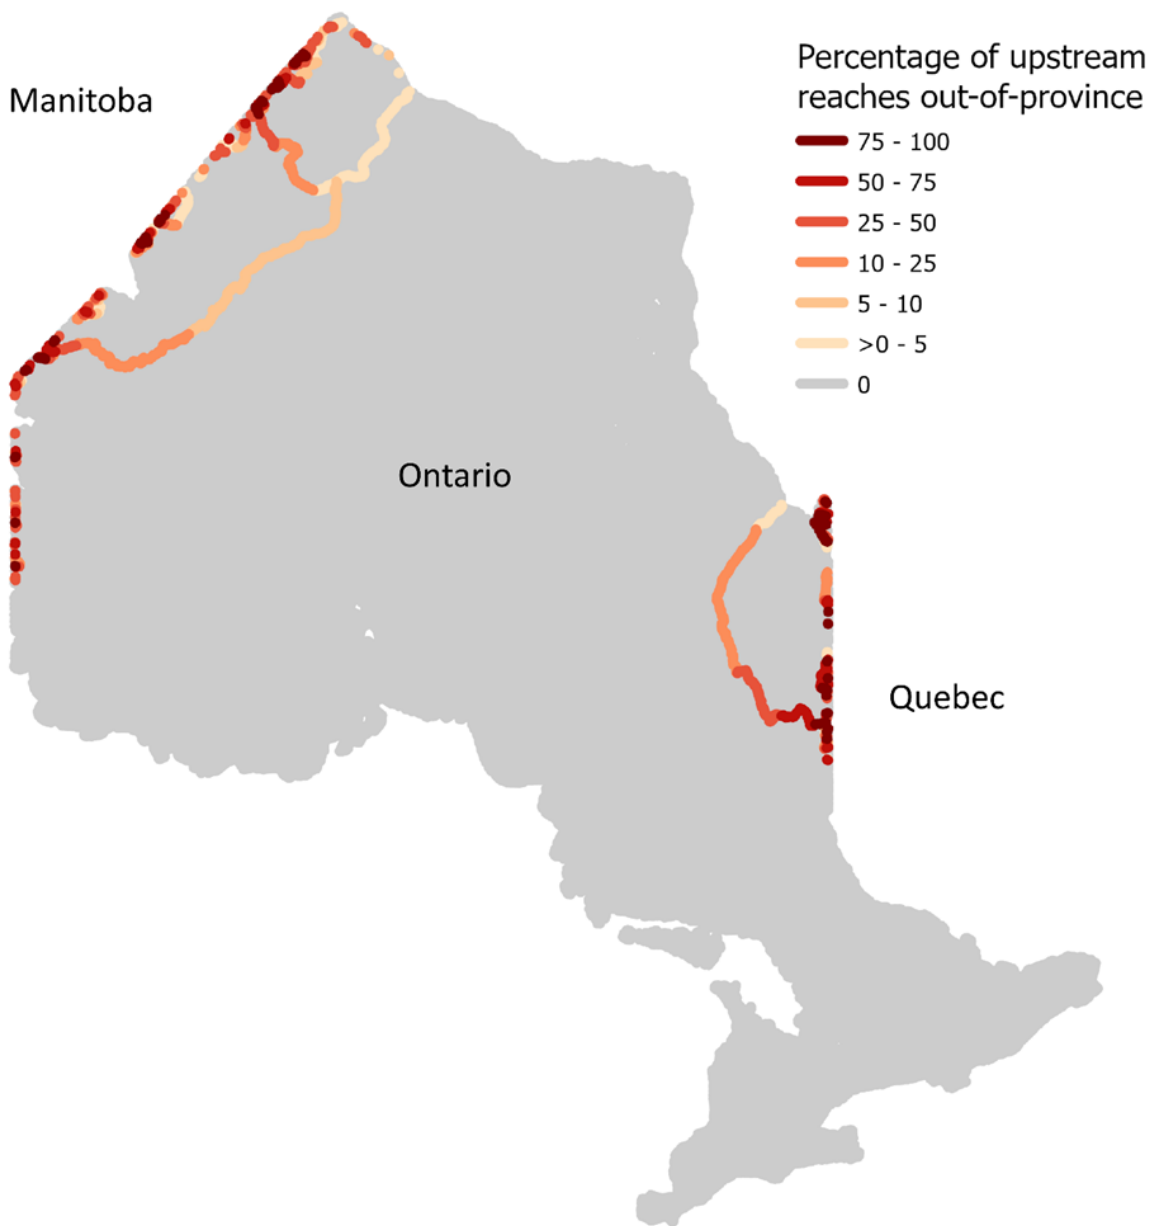 Manitoba
Percentage of upstream
reaches out-of-province
75 - 100
50 - 75
25 - 50
10 - 25
5 - 10
>0 - 5
0
Ontario
Quebec